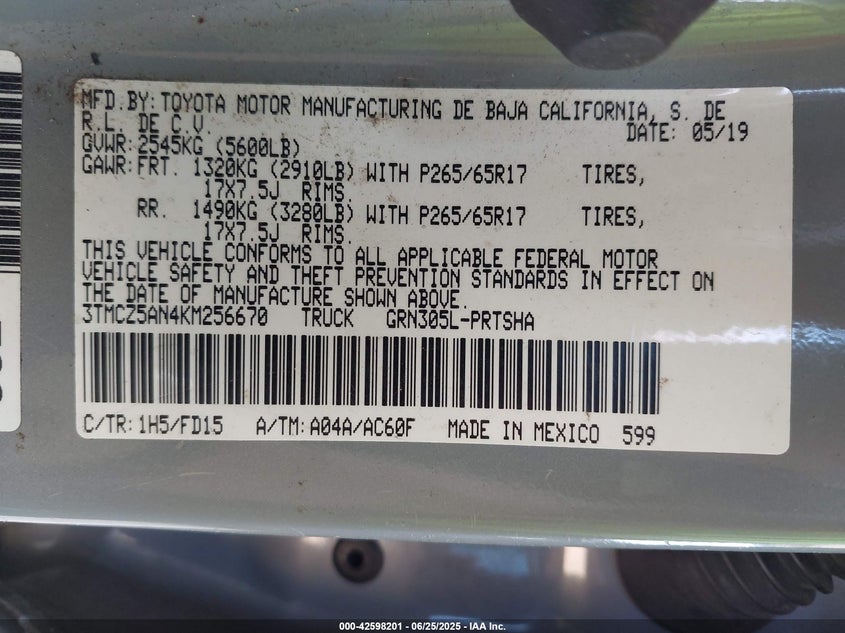 MFD.BY: TOYOTA MOTOR MANUFACTURING DE BAJA CALIFORNIA, S. DE
R.L. DE C.V. DATE: 05/19
GVWR: 2545KG (5600LB)
GAWR: FRT. 1320KG (2910LB) WITH P265/65R17 TIRES,
17X7.5J RIMS.
RR. 1490KG (3280LB) WITH P265/65R17 TIRES,
17X7.5J RIMS.
THIS VEHICLE CONFORMS TO ALL APPLICABLE FEDERAL MOTOR
VEHICLE SAFETY AND THEFT PREVENTION STANDARDS IN EFFECT ON
THE DATE OF MANUFACTURE SHOWN ABOVE.
3TMCZ5AN4KM256670 TRUCK GRN305L-PRTSHA
C/TR: 1H5/FD15 A/TM: A04A/AC60F MADE IN MEXICO 599
000-42598201 - 06/25/2025 - IAA Inc.